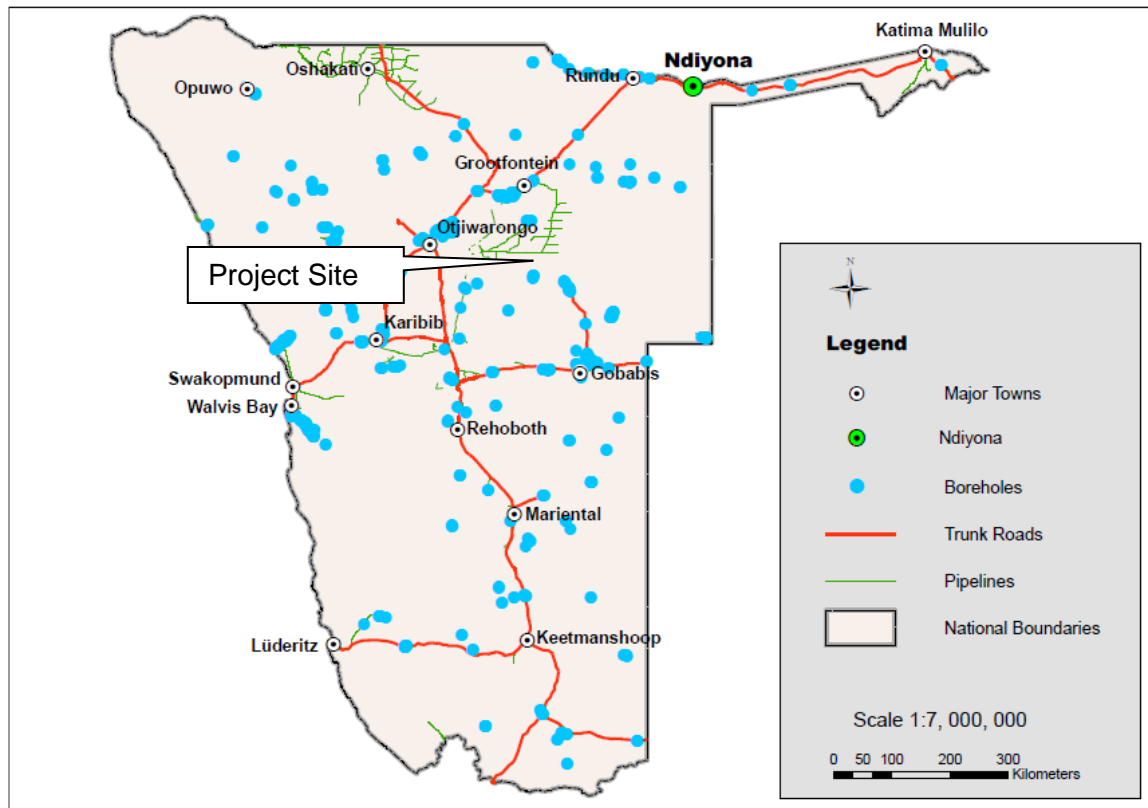 Katima Mulilo
Ndiyona
Oshakati
Rundu
Opuwo
Grootfontein
Otjiwarongo
Project Site
Karibib
Swakopmund
Gobabis
Walvis Bay
Rehoboth
Mariental
Keetmanshoop
Lüderitz
N
Legend
Major Towns
Ndiyona
Boreholes
Trunk Roads
Pipelines
National Boundaries
Scale 1:7, 000, 000
0 50 100 200 300
Kilometers